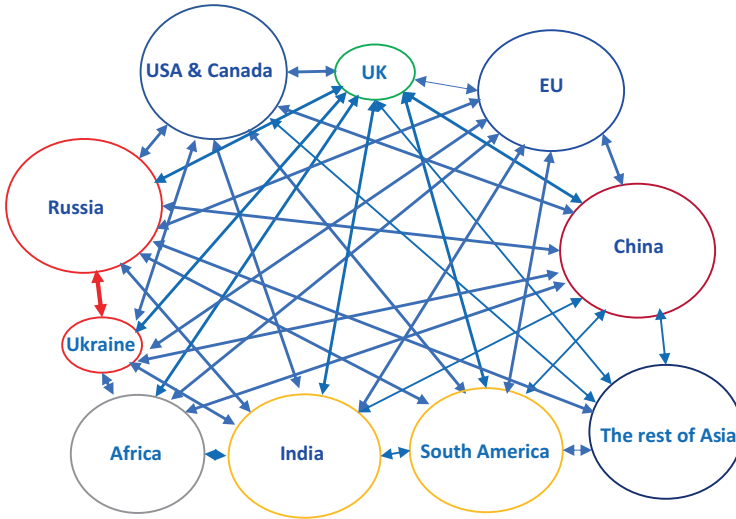 USA & Canada
UK
EU
Russia
China
Ukraine
Africa
India
South America
The rest of Asia